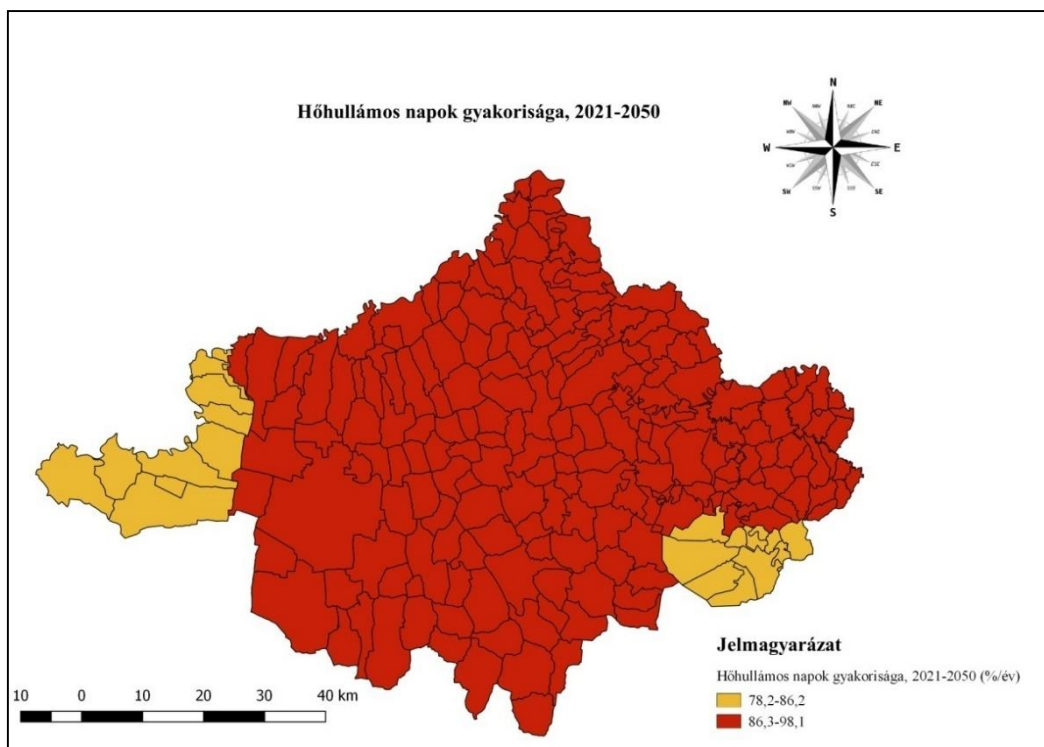 Hőhullámos napok gyakorisága, 2021-2050
N
NW
NE
W
E
SW
SE
S
Jelmagyarázat
Hőhullámos napok gyakorisága, 2021-2050 (%/év)
78,2-86,2
86,3-98,1
10 0 10 20 30 40 km